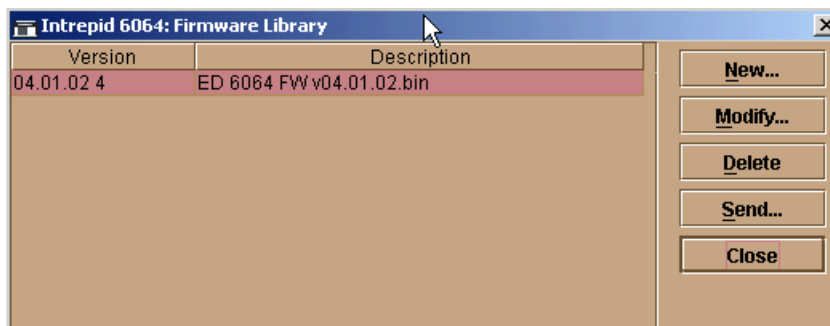 Intrepid 6064: Firmware Library
Version Description
04.01.02 4 ED 6064 FW v04.01.02.bin
New...
Modify...
Delete
Send...
Close